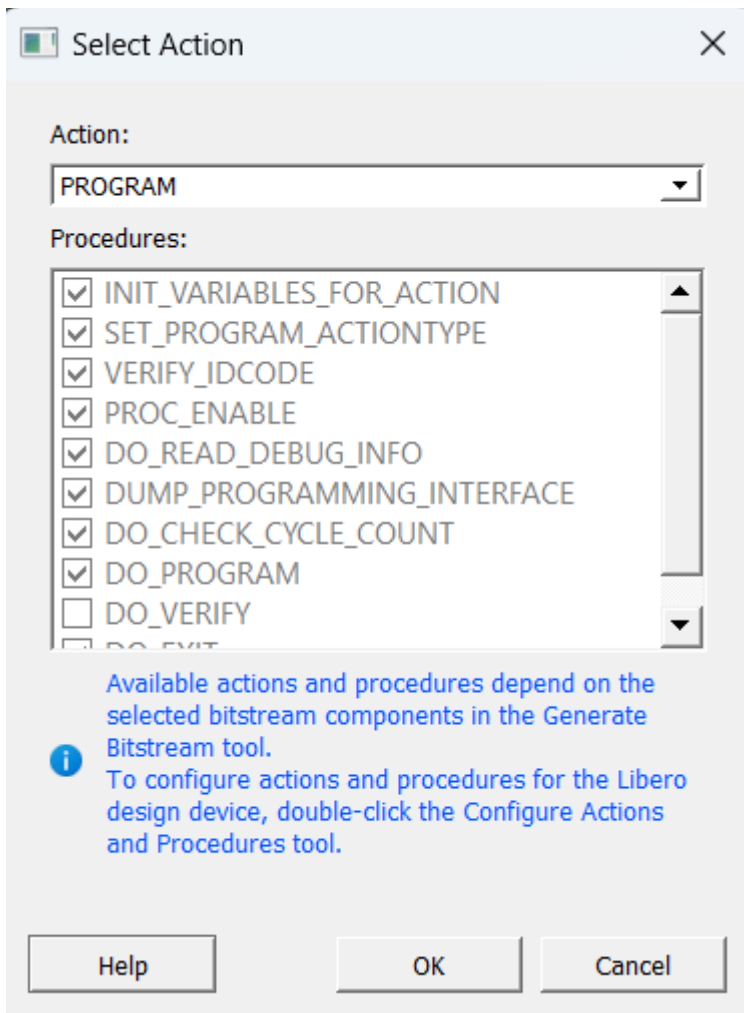 Select Action
Action:
PROGRAM
Procedures:
INIT_VARIABLES_FOR_ACTION
SET_PROGRAM_ACTIONTYPE
VERIFY_IDCODE
PROC_ENABLE
DO_READ_DEBUG_INFO
DUMP_PROGRAMMING_INTERFACE
DO_CHECK_CYCLE_COUNT
DO_PROGRAM
DO_VERIFY
DO_EXIT
Available actions and procedures depend on the
selected bitstream components in the Generate
Bitstream tool.
To configure actions and procedures for the Libero
design device, double-click the Configure Actions
and Procedures tool.
Help OK Cancel